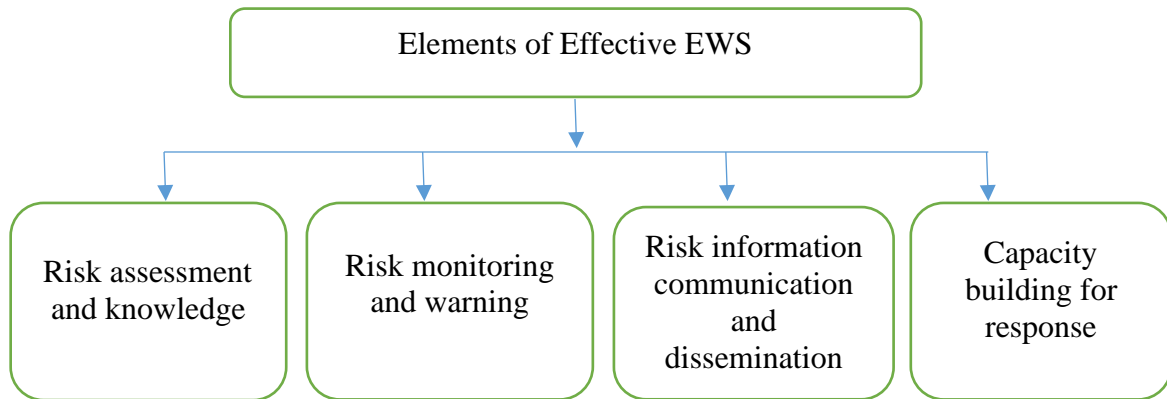 Elements of Effective EWS
Risk assessment
and knowledge
Risk monitoring
and warning
Risk information
communication
and
dissemination
Capacity
building for
response